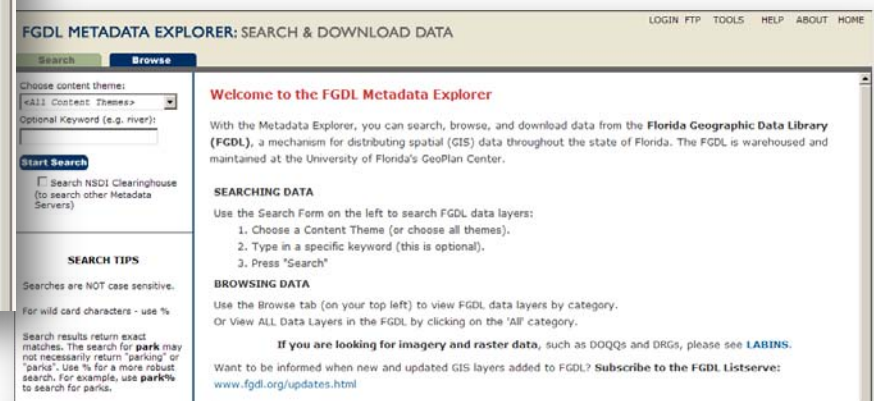 LOGIN FTP TOOLS HELP ABOUT HOME
FGDL METADATA EXPLORER: SEARCH & DOWNLOAD DATA
Search Browse
Choose content theme:
<All Content Themes>
Optional Keyword (e.g. river):
Start Search
Search NSDI Clearinghouse
(to search other Metadata
Servers)
SEARCH TIPS
Searches are NOT case sensitive.
For wild card characters - use %
Search results return exact
matches. The search for park may
not necessarily return "parking" or
"parks". Use % for a more robust
search. For example, use park%
to search for parks.
Welcome to the FGDL Metadata Explorer
With the Metadata Explorer, you can search, browse, and download data from the Florida Geographic Data Library
(FGDL), a mechanism for distributing spatial (GIS) data throughout the state of Florida. The FGDL is warehoused and
maintained at the University of Florida's GeoPlan Center.
SEARCHING DATA
Use the Search Form on the left to search FGDL data layers:
1. Choose a Content Theme (or choose all themes).
2. Type in a specific keyword (this is optional).
3. Press "Search"
BROWSING DATA
Use the Browse tab (on your top left) to view FGDL data layers by category.
Or View ALL Data Layers in the FGDL by clicking on the 'All' category.
If you are looking for imagery and raster data, such as DOQQs and DRGs, please see LABINS.
Want to be informed when new and updated GIS layers added to FGDL? Subscribe to the FGDL Listserve:
www.fgdl.org/updates.html